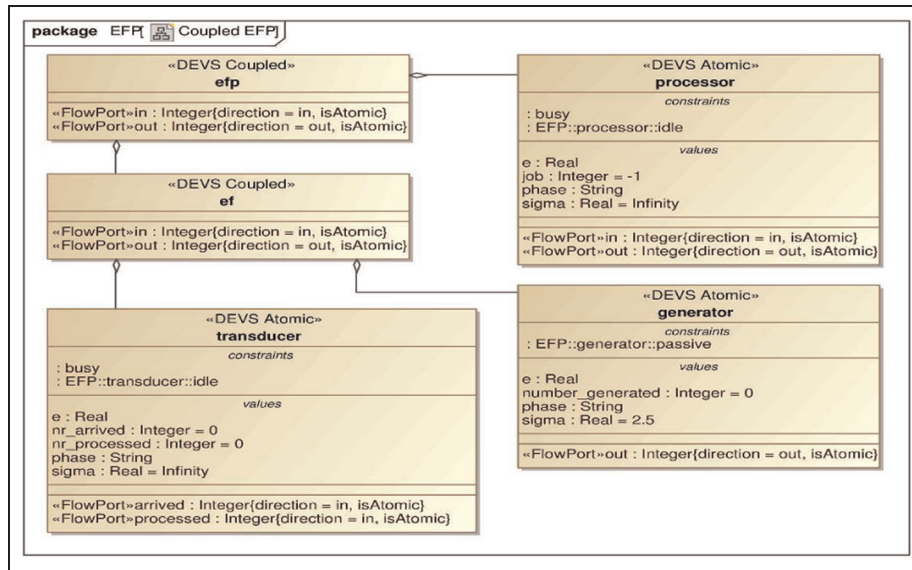 package EFP[ Coupled EFP]
«DEVS Coupled»
efp
«FlowPort»in : Integer{direction = in, isAtomic}
«FlowPort»out : Integer{direction = out, isAtomic}
«DEVS Atomic»
processor
constraints
: busy
: EFP::processor::idle
values
e : Real
job : Integer = -1
phase : String
sigma : Real = Infinity
«FlowPort»in : Integer{direction = in, isAtomic}
«FlowPort»out : Integer{direction = out, isAtomic}
«DEVS Coupled»
ef
«FlowPort»in : Integer{direction = in, isAtomic}
«FlowPort»out : Integer{direction = out, isAtomic}
«DEVS Atomic»
transducer
constraints
: busy
: EFP::transducer::idle
values
e : Real
nr_arrived : Integer = 0
nr_processed : Integer = 0
phase : String
sigma : Real = Infinity
«FlowPort»arrived : Integer{direction = in, isAtomic}
«FlowPort»processed : Integer{direction = in, isAtomic}
«DEVS Atomic»
generator
constraints
: EFP::generator::passive
values
e : Real
number_generated : Integer = 0
phase : String
sigma : Real = 2.5
«FlowPort»out : Integer{direction = out, isAtomic}